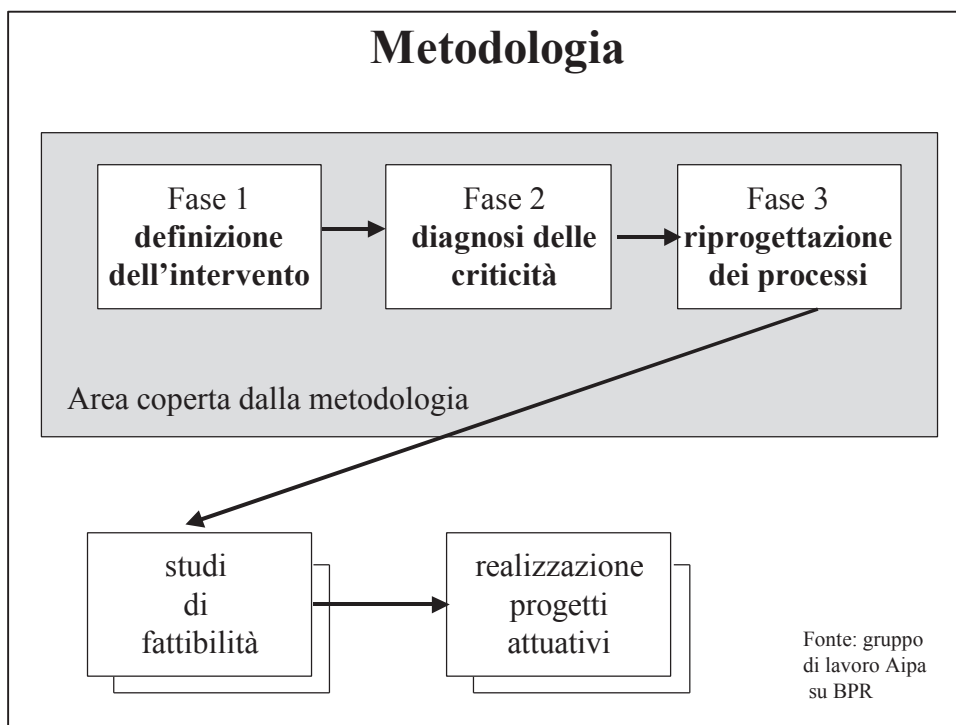 Metodologia
Fase 1
definizione
dell’intervento
Fase 2
diagnosi delle
criticità
Fase 3
riprogettazione
dei processi
Area coperta dalla metodologia
studi
di
fattibilità
realizzazione
progetti
attuativi
Fonte: gruppo
di lavoro Aipa
su BPR